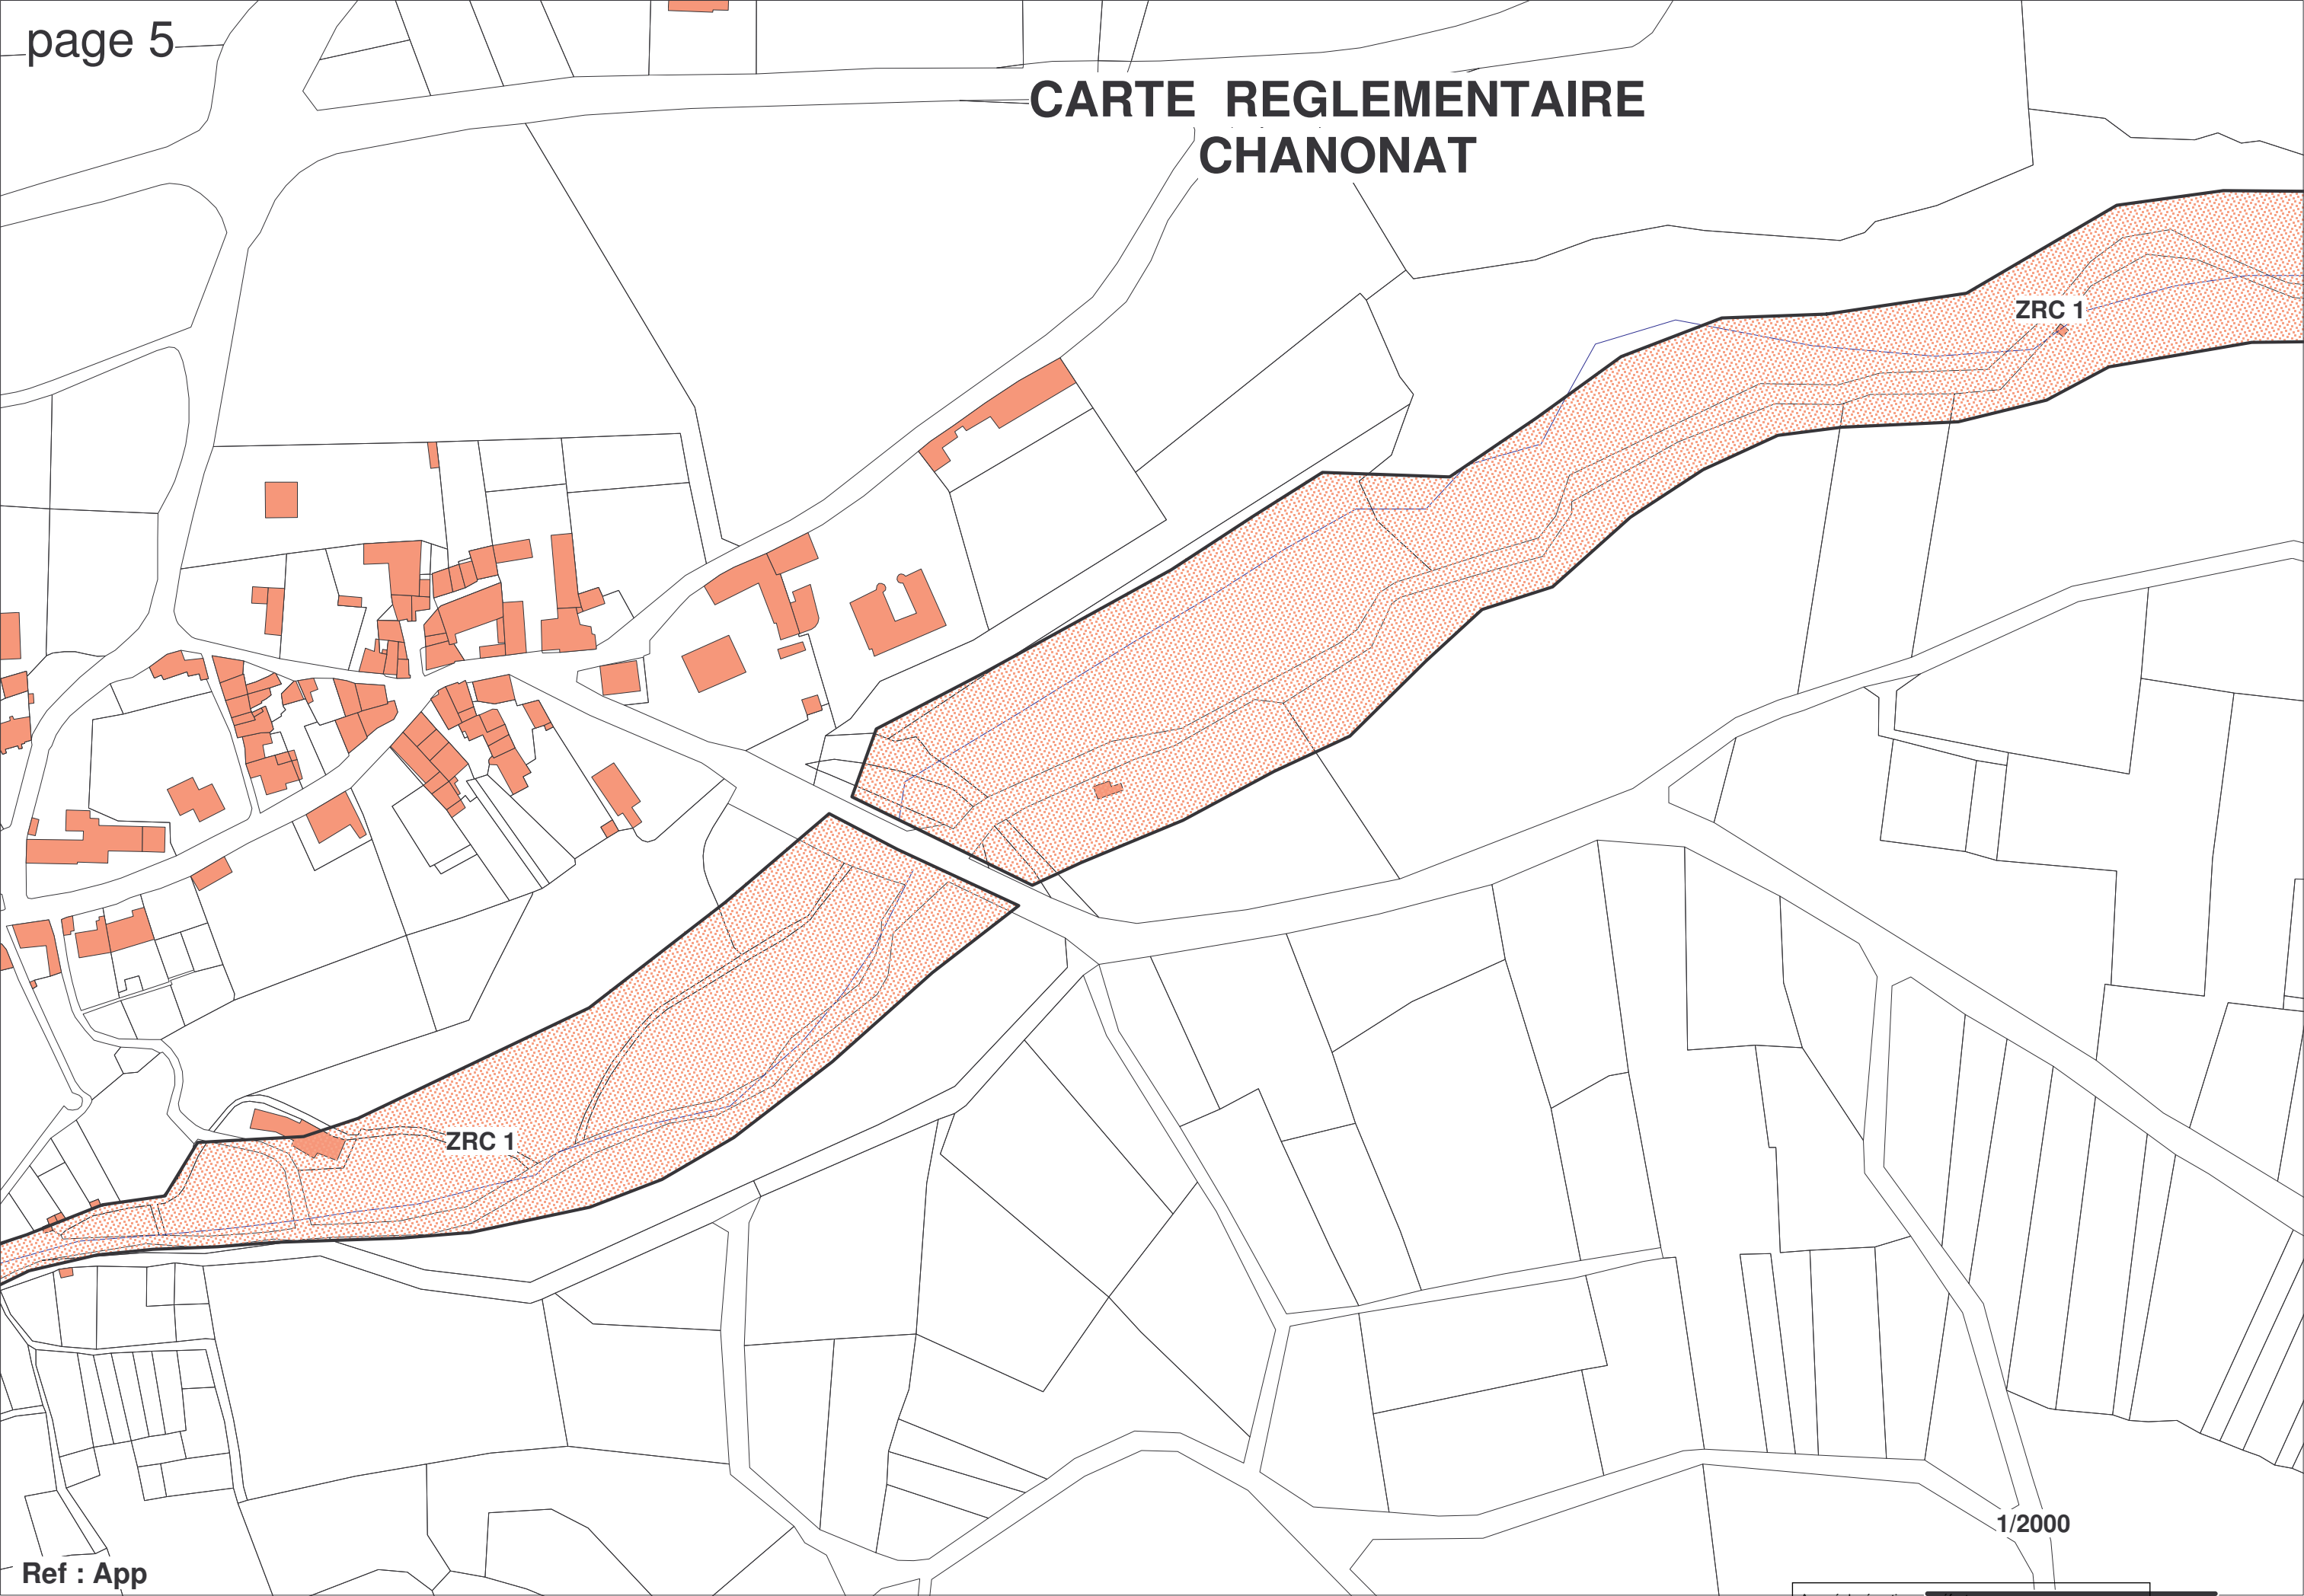 page 5
CARTE REGLEMENTAIRE
CHANONAT
ZRC 1
ZRC 1
1/2000
Ref : App